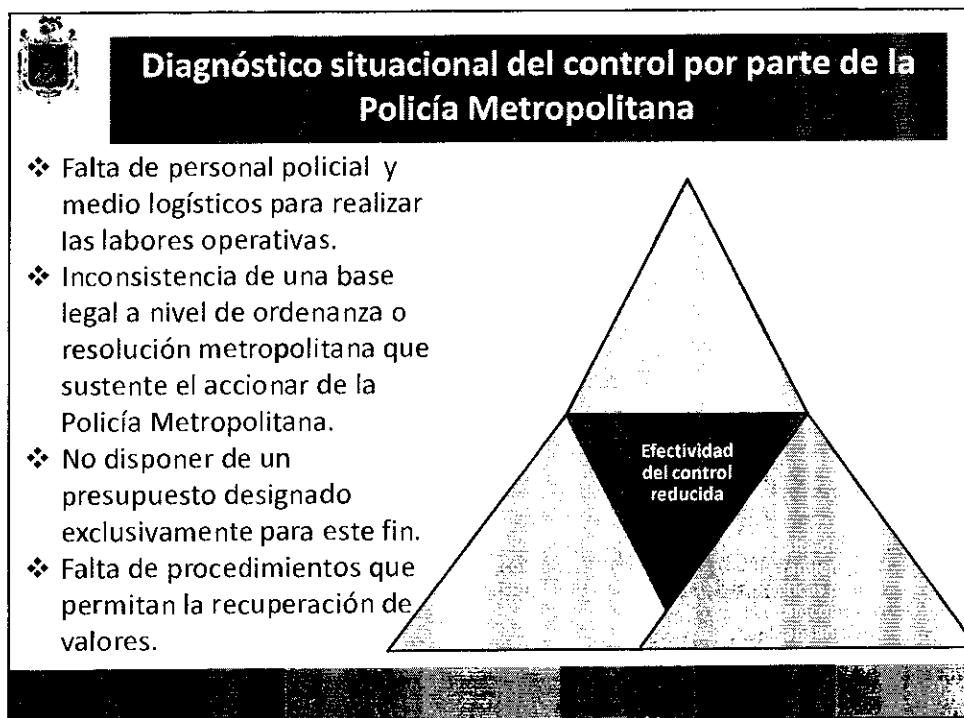 Diagnóstico situacional del control por parte de la
Policía Metropolitana
❖ Falta de personal policial y
medio logísticos para realizar
las labores operativas.
❖ Inconsistencia de una base
legal a nivel de ordenanza o
resolución metropolitana que
sustente el accionar de la
Policía Metropolitana.
❖ No disponer de un
presupuesto designado
exclusivamente para este fin.
❖ Falta de procedimientos que
permitan la recuperación de
valores.
Efectividad
del control
reducida